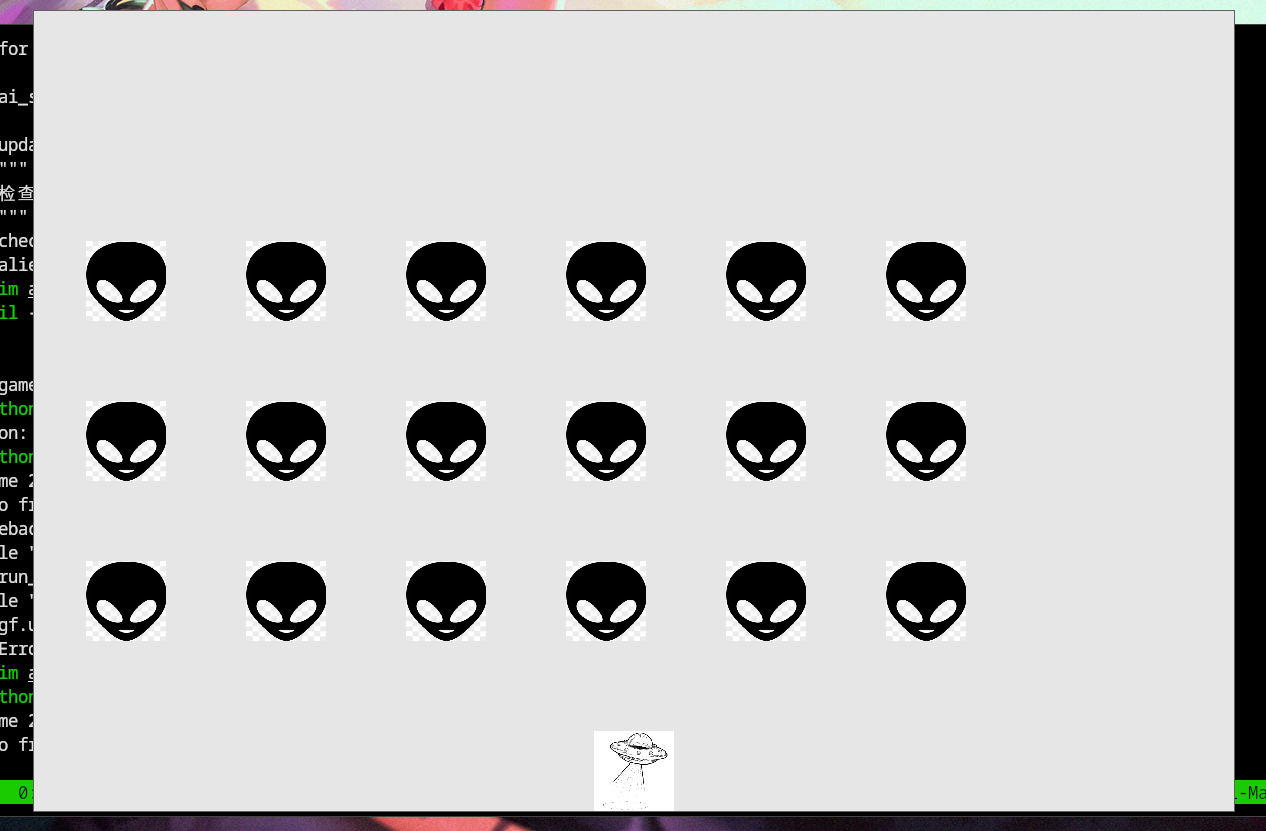 for
ai_s
upda
"""
检查
"""
chec
alie
im a
il -
game
thon
on:
thon
me 2
o fr
ebac
le "
run_
le "
gf.u
Erro
im a
thon
me 2
o fr
0:
-Ma